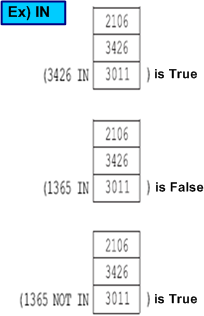 Ex) IN
2106
3426
(3426 IN 3011 ) is True
2106
3426
(1365 IN 3011 ) is False
2106
3426
(1365 NOT IN 3011 ) is True